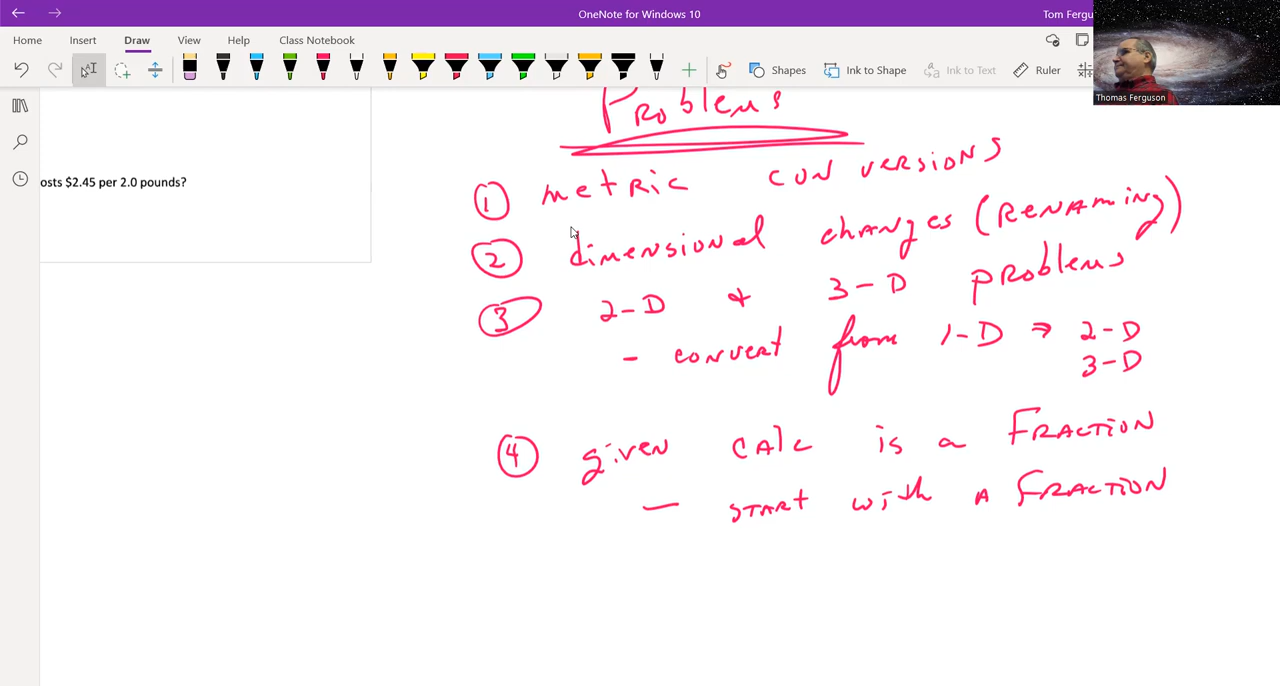 OneNote for Windows 10
Tom Fergu
Home Insert Draw View Help Class Notebook
Shapes Ink to Shape Ink to Text Ruler
Thomas Ferguson
osts $2.45 per 2.0 pounds?
Problems
1 metric conversions
2 dimensional changes (renaming)
3 2-D & 3-D problems
- convert from 1-D → 2-D
3-D
4 given calc is a fraction
- start with a fraction